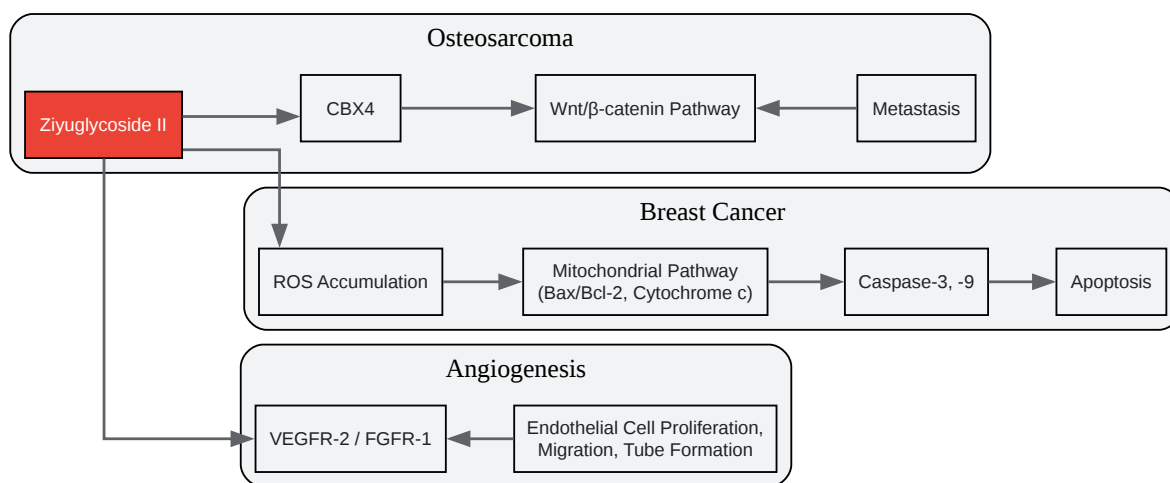 Osteosarcoma
Ziyuglycoside II
CBX4
Wnt/β-catenin Pathway
Metastasis
Breast Cancer
ROS Accumulation
Mitochondrial Pathway
(Bax/Bcl-2, Cytochrome c)
Caspase-3, -9
Apoptosis
Angiogenesis
VEGFR-2 / FGFR-1
Endothelial Cell Proliferation,
Migration, Tube Formation